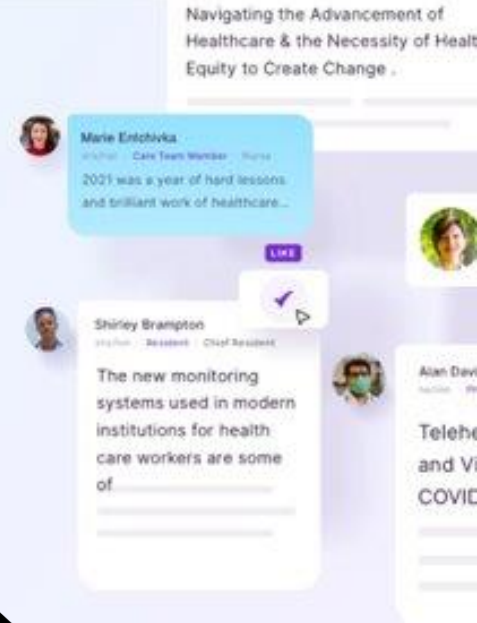 Navigating the Advancement of
Healthcare & the Necessity of Healt
Equity to Create Change .
Marie Entchivka
Care Team Member Nurse
2021 was a year of hard lessons
and brilliant work of healthcare...
LIKE
Shirley Brampton
Resident Chief Resident
The new monitoring
systems used in modern
institutions for health
care workers are some
of
Alan Davi
Telehe
and Vi
COVID